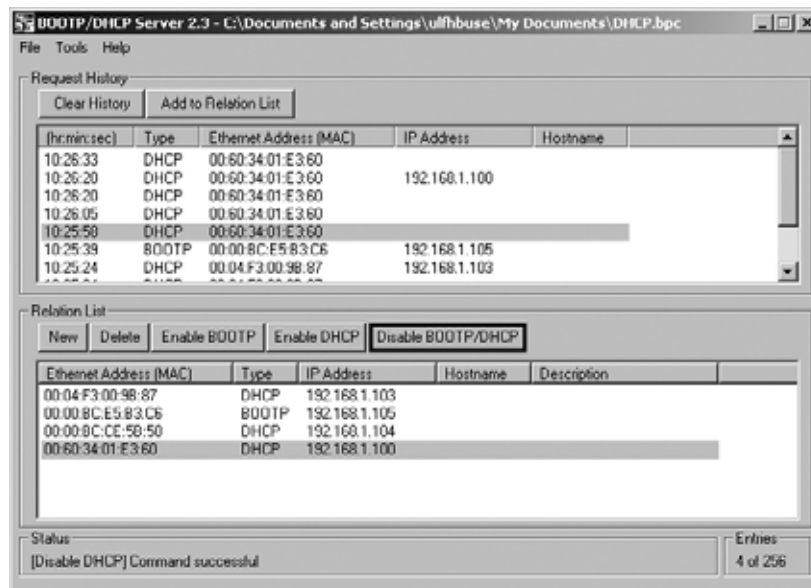 BOOTP/DHCP Server 2.3 - C:\Documents and Settings\ulfhbuse\My Documents\DHCP.bpc
File Tools Help
Request History
Clear History Add to Relation List
(hr:min:sec) Type Ethernet Address (MAC) IP Address Hostname
10:26:33 DHCP 00:60:34:01:E3:60
10:26:20 DHCP 00:60:34:01:E3:60 192.168.1.100
10:26:20 DHCP 00:60:34:01:E3:60
10:26:05 DHCP 00:60:34:01:E3:60
10:25:58 DHCP 00:60:34:01:E3:60
10:25:39 BOOTP 00:00:BC:E5:B3:C6 192.168.1.105
10:25:24 DHCP 00:04:F3:00:9B:87 192.168.1.103
Relation List
New Delete Enable BOOTP Enable DHCP Disable BOOTP/DHCP
Ethernet Address (MAC) Type IP Address Hostname Description
00:04:F3:00:9B:87 DHCP 192.168.1.103
00:00:BC:E5:B3:C6 BOOTP 192.168.1.105
00:00:BC:CE:5B:50 DHCP 192.168.1.104
00:60:34:01:E3:60 DHCP 192.168.1.100
Status
[Disable DHCP] Command successful
Entries
4 of 256